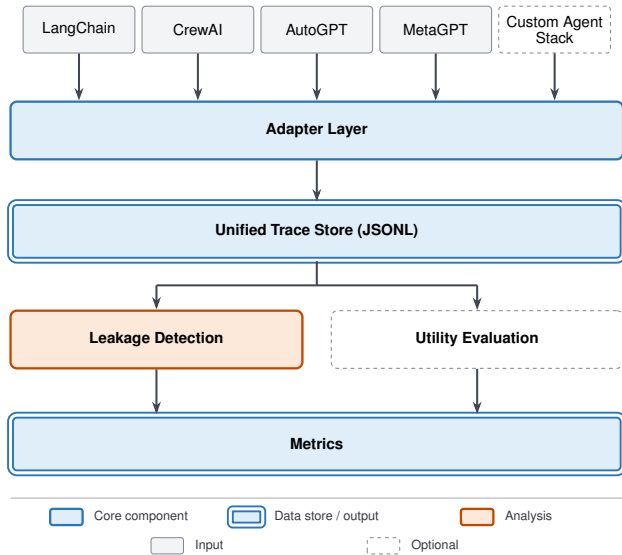 LangChain
CrewAI
AutoGPT
MetaGPT
Custom Agent
Stack
Adapter Layer
Unified Trace Store (JSONL)
Leakage Detection
Utility Evaluation
Metrics
Core component
Data store / output
Analysis
Input
Optional